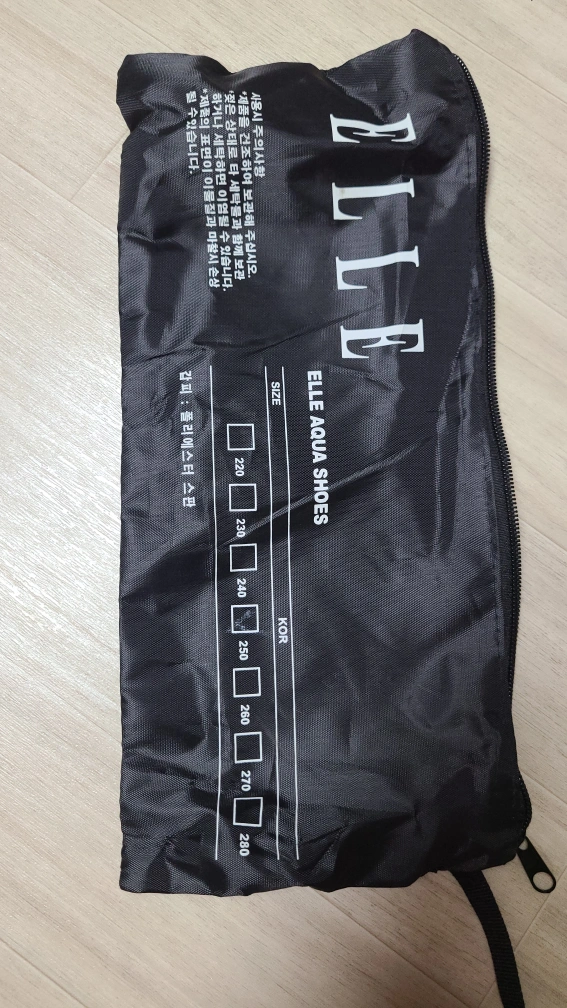 ELLE
ELLE AQUA SHOES
SIZE KOR
220 230 240 250 260 270 280
갑피 : 폴리에스터 스판
사용시 주의사항
*제품을 건조하여 보관해 주십시오.
*젖은 상태로 타 세탁물과 함께 보관
하거나 세탁하면 이염될 수 있습니다.
*제품의 표면이 이물질과 마찰시 손상
될 수 있습니다.